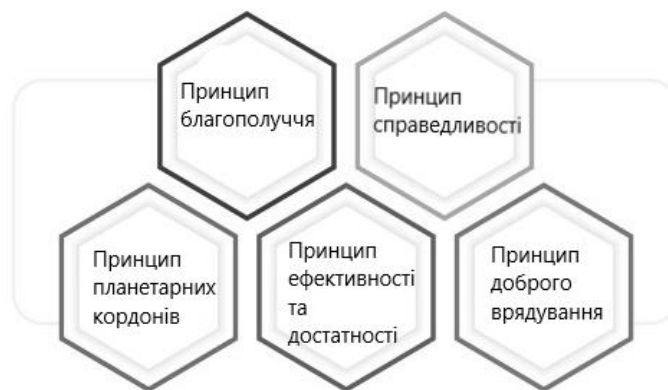 Принцип
благополуччя
Принцип
справедливості
Принцип
планетарних
кордонів
Принцип
ефективності
та
достатності
Принцип
доброго
врядування